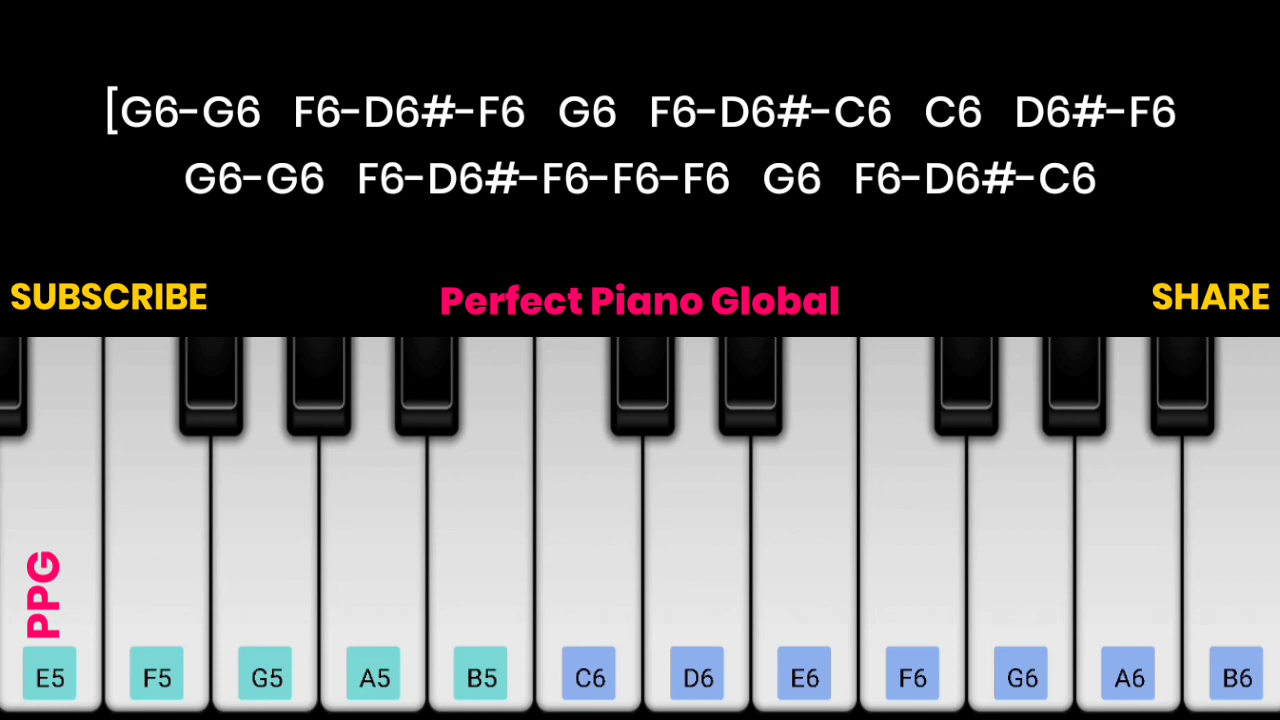 [G6-G6 F6-D6#-F6 G6 F6-D6#-C6 C6 D6#-F6
G6-G6 F6-D6#-F6-F6-F6 G6 F6-D6#-C6
SUBSCRIBE Perfect Piano Global SHARE
PPG
E5 F5 G5 A5 B5 C6 D6 E6 F6 G6 A6 B6